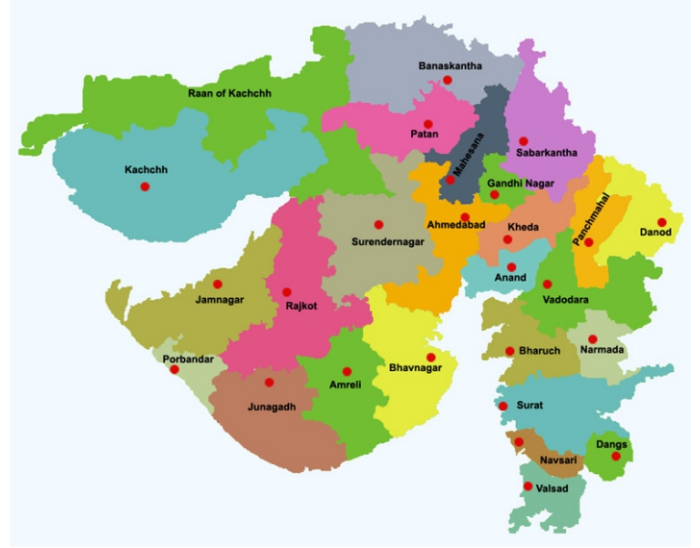 Banaskantha
Raan of Kachchh
Patan
Mahesana
Sabarkantha
Kachchh
Gandhi Nagar
Panchmahal
Ahmedabad
Kheda
Danod
Surendernagar
Anand
Jamnagar
Rajkot
Vadodara
Porbandar
Bharuch
Narmada
Bhavnagar
Amreli
Junagadh
Surat
Dangs
Navsari
Valsad